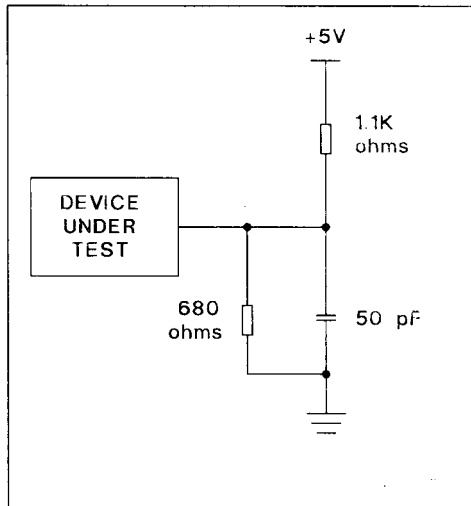 +5V
1.1K
ohms
DEVICE
UNDER
TEST
680
ohms
50 pF